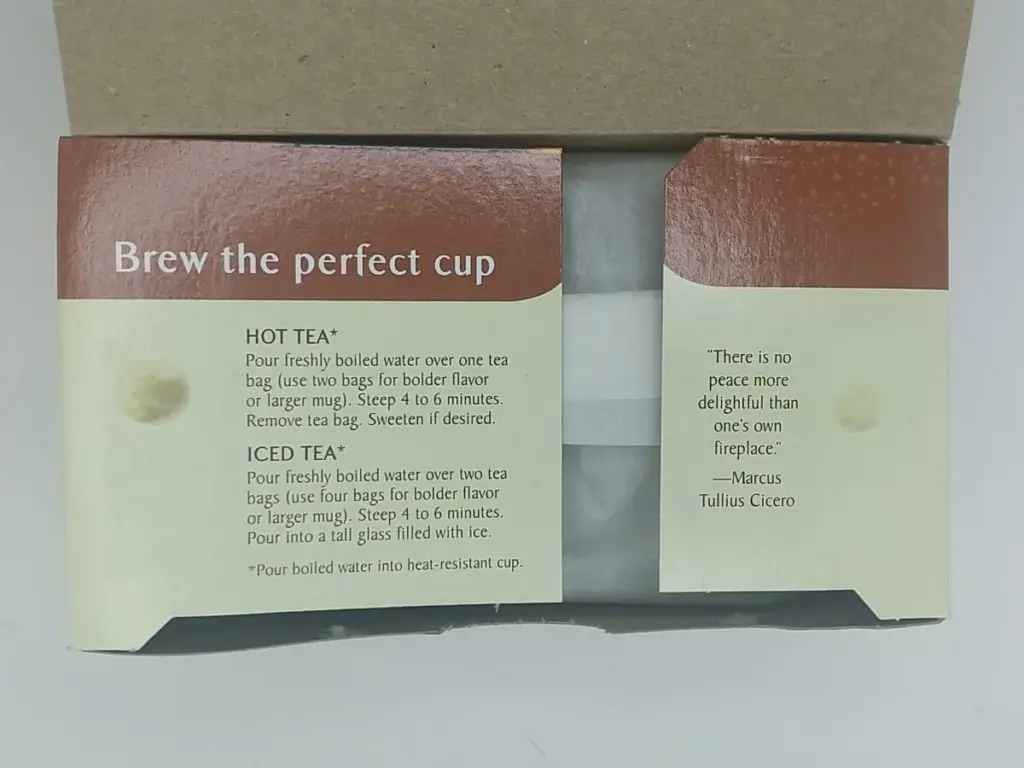 Brew the perfect cup
HOT TEA*
Pour freshly boiled water over one tea
bag (use two bags for bolder flavor
or larger mug). Steep 4 to 6 minutes.
Remove tea bag. Sweeten if desired.
ICED TEA*
Pour freshly boiled water over two tea
bags (use four bags for bolder flavor
or larger mug). Steep 4 to 6 minutes.
Pour into a tall glass filled with ice.
*Pour boiled water into heat-resistant cup.
"There is no
peace more
delightful than
one's own
fireplace."
—Marcus
Tullius Cicero